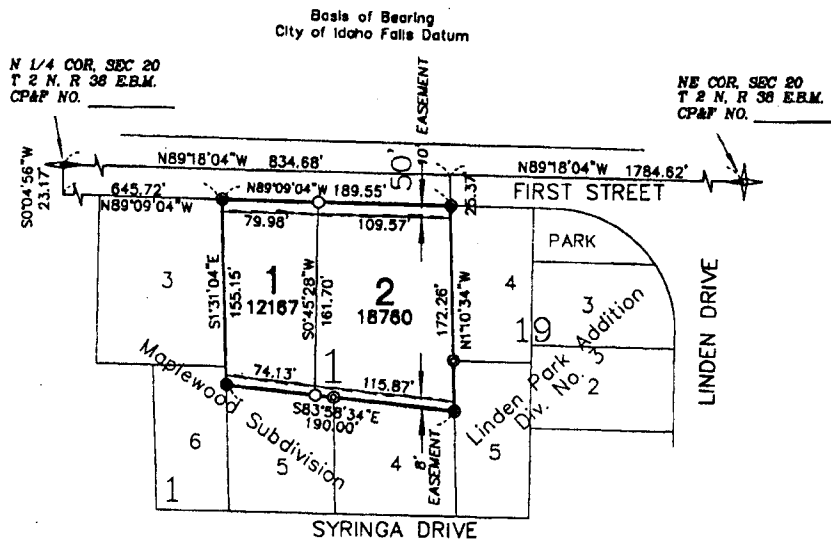 Basis of Bearing
City of Idaho Falls Datum
N 1/4 COR, SEC 20
T 2 N, R 38 E.B.M.
CP&F NO.
NE COR, SEC 20
T 2 N, R 38 E.B.M.
CP&F NO.
10' EASEMENT
50'
N89°18'04"W 834.68'
N89°18'04"W 1784.62'
S0°04'56"W
23.17'
645.72'
N89°09'04"W
N89°09'04"W 189.55'
25.37'
FIRST STREET
79.98'
109.57'
PARK
3
1
12167
2
18760
4
3
19
2
S1°31'04"E
155.15'
S0°45'28"W
161.70'
172.26'
N1°10'34"W
LINDEN DRIVE
Maplewood Subdivision
Linden Park Addition
Div. No. 3
74.13'
1
115.87'
S83°58'34"E
190.00'
8'
EASEMENT
6
5
4
5
1
SYRINGA DRIVE